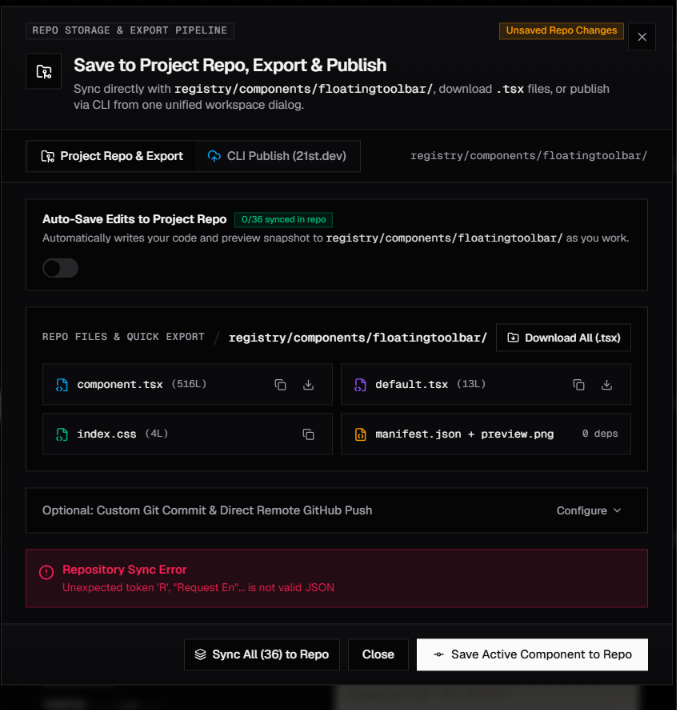 REPO STORAGE & EXPORT PIPELINE
Unsaved Repo Changes
Save to Project Repo, Export & Publish
Sync directly with registry/components/floatingtoolbar/, download .tsx files, or publish
via CLI from one unified workspace dialog.
Project Repo & Export
CLI Publish (21st.dev)
registry/components/floatingtoolbar/
Auto-Save Edits to Project Repo
0/36 synced in repo
Automatically writes your code and preview snapshot to registry/components/floatingtoolbar/ as you work.
REPO FILES & QUICK EXPORT / registry/components/floatingtoolbar/
Download All (.tsx)
component.tsx (516L)
default.tsx (13L)
index.css (4L)
manifest.json + preview.png
0 deps
Optional: Custom Git Commit & Direct Remote GitHub Push
Configure
Repository Sync Error
Unexpected token 'R', "Request En"... is not valid JSON
Sync All (36) to Repo
Close
Save Active Component to Repo